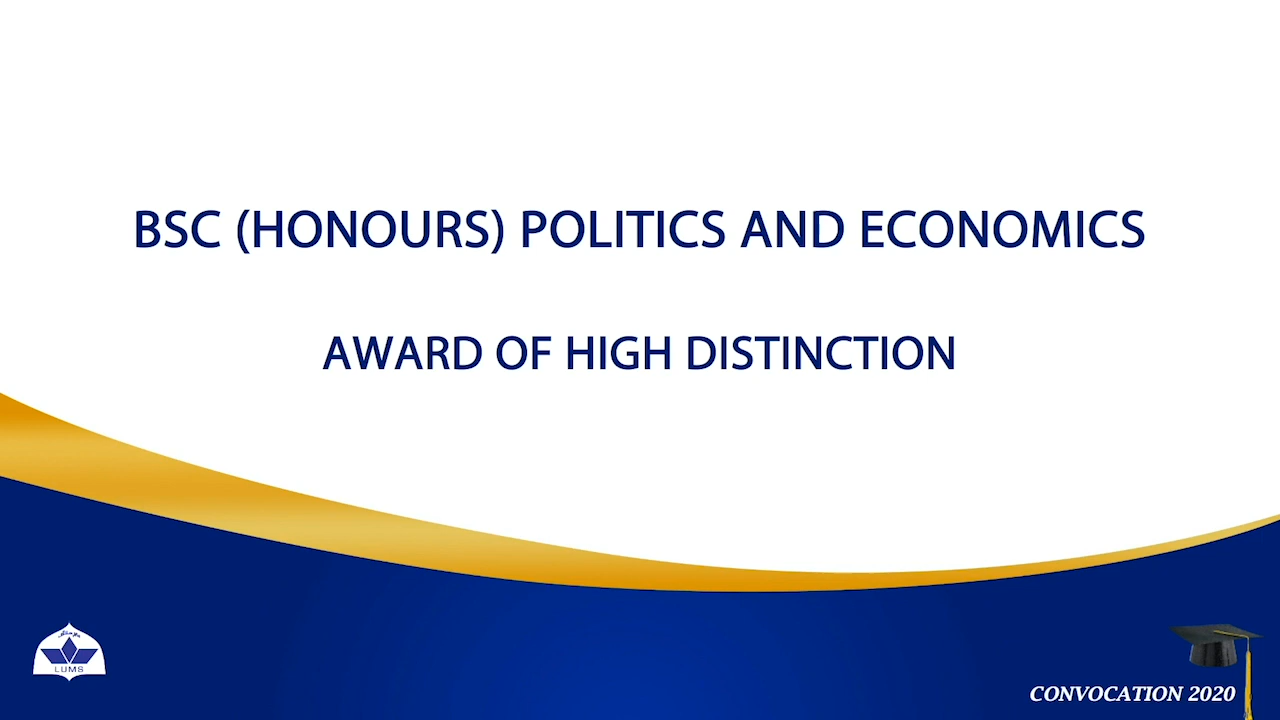 BSC (HONOURS) POLITICS AND ECONOMICS
AWARD OF HIGH DISTINCTION
LUMS
CONVOCATION 2020